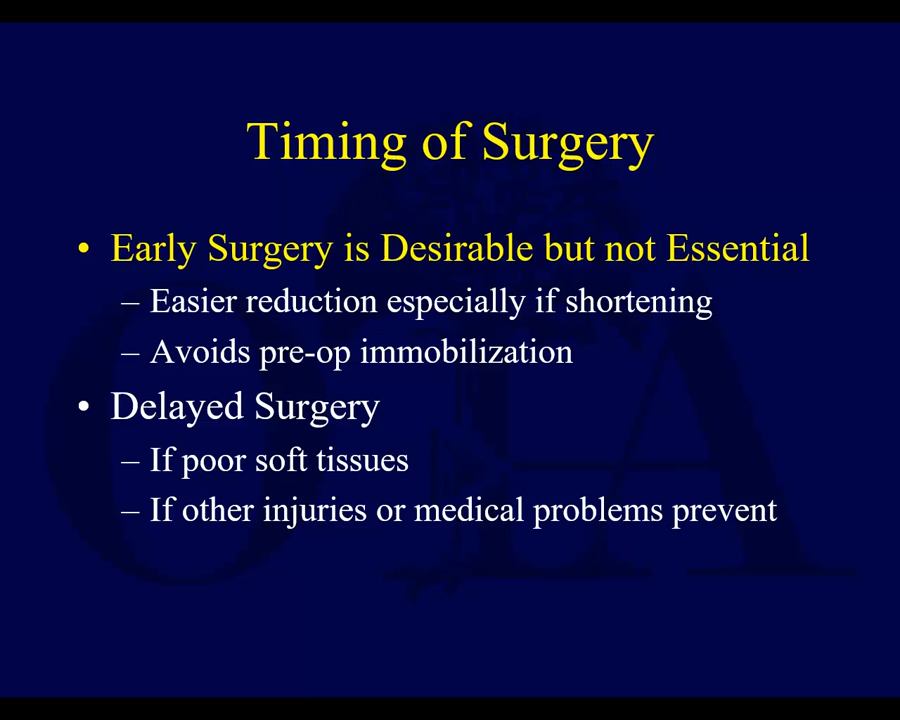 Timing of Surgery
• Early Surgery is Desirable but not Essential
– Easier reduction especially if shortening
– Avoids pre-op immobilization
• Delayed Surgery
– If poor soft tissues
– If other injuries or medical problems prevent
OTA